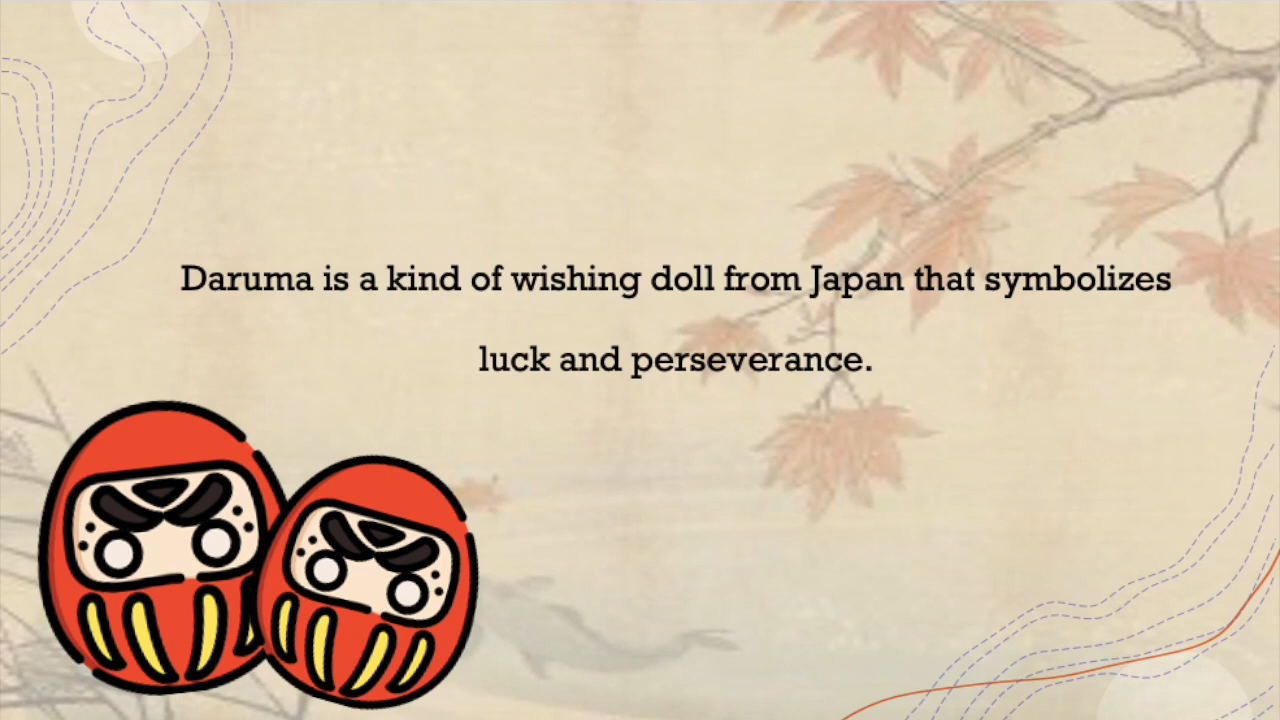 Daruma is a kind of wishing doll from Japan that symbolizes
luck and perseverance.